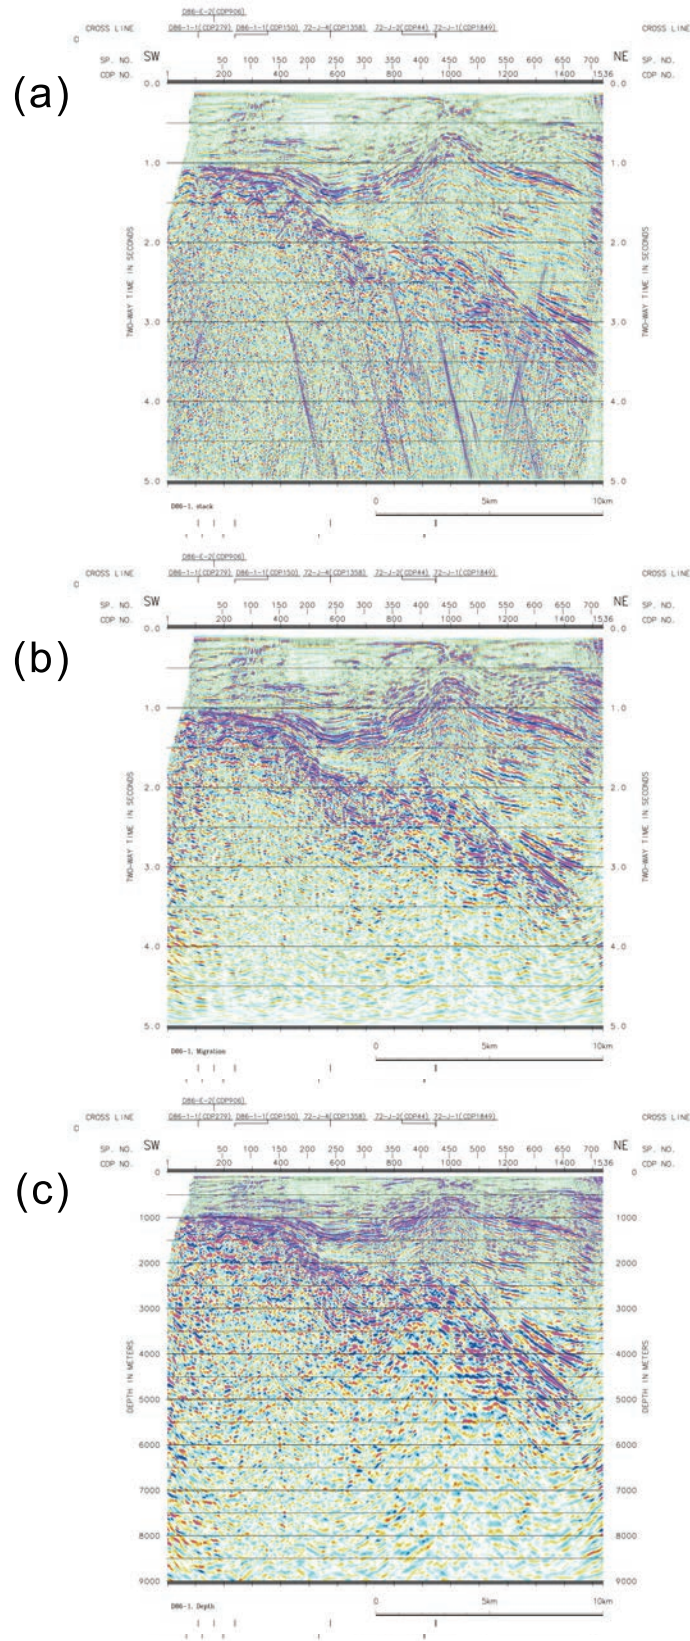 D86-E-2(CDP906)
CROSS LINE D86-1-1(CDP279) D86-1-1(CDP150) 72-J-4(CDP1358) 72-J-2(CDP44) 72-J-1(CDP1849) CROSS LINE
0
SW NE
SP. NO. 50 100 150 200 250 300 350 400 450 500 550 600 650 700 SP. NO.
CDP NO. 1 200 400 600 800 1000 1200 1400 1536 CDP NO.
(a)
0.0 0.0
1.0 1.0
2.0 2.0
TWO-WAY TIME IN SECONDS TWO-WAY TIME IN SECONDS
3.0 3.0
4.0 4.0
5.0 5.0
D86-1, stack
0 5km 10km
D86-E-2(CDP906)
CROSS LINE D86-1-1(CDP279) D86-1-1(CDP150) 72-J-4(CDP1358) 72-J-2(CDP44) 72-J-1(CDP1849) CROSS LINE
0
SW NE
SP. NO. 50 100 150 200 250 300 350 400 450 500 550 600 650 700 SP. NO.
CDP NO. 1 200 400 600 800 1000 1200 1400 1536 CDP NO.
(b)
0.0 0.0
1.0 1.0
2.0 2.0
TWO-WAY TIME IN SECONDS TWO-WAY TIME IN SECONDS
3.0 3.0
4.0 4.0
5.0 5.0
D86-1, Migration
0 5km 10km
D86-E-2(CDP906)
CROSS LINE D86-1-1(CDP279) D86-1-1(CDP150) 72-J-4(CDP1358) 72-J-2(CDP44) 72-J-1(CDP1849) CROSS LINE
0
SW NE
SP. NO. 50 100 150 200 250 300 350 400 450 500 550 600 650 700 SP. NO.
CDP NO. 1 200 400 600 800 1000 1200 1400 1536 CDP NO.
(c)
0 0
1000 1000
2000 2000
3000 3000
4000 4000
DEPTH IN METERS DEPTH IN METERS
5000 5000
6000 6000
7000 7000
8000 8000
9000 9000
D86-1, Depth
0 5km 10km